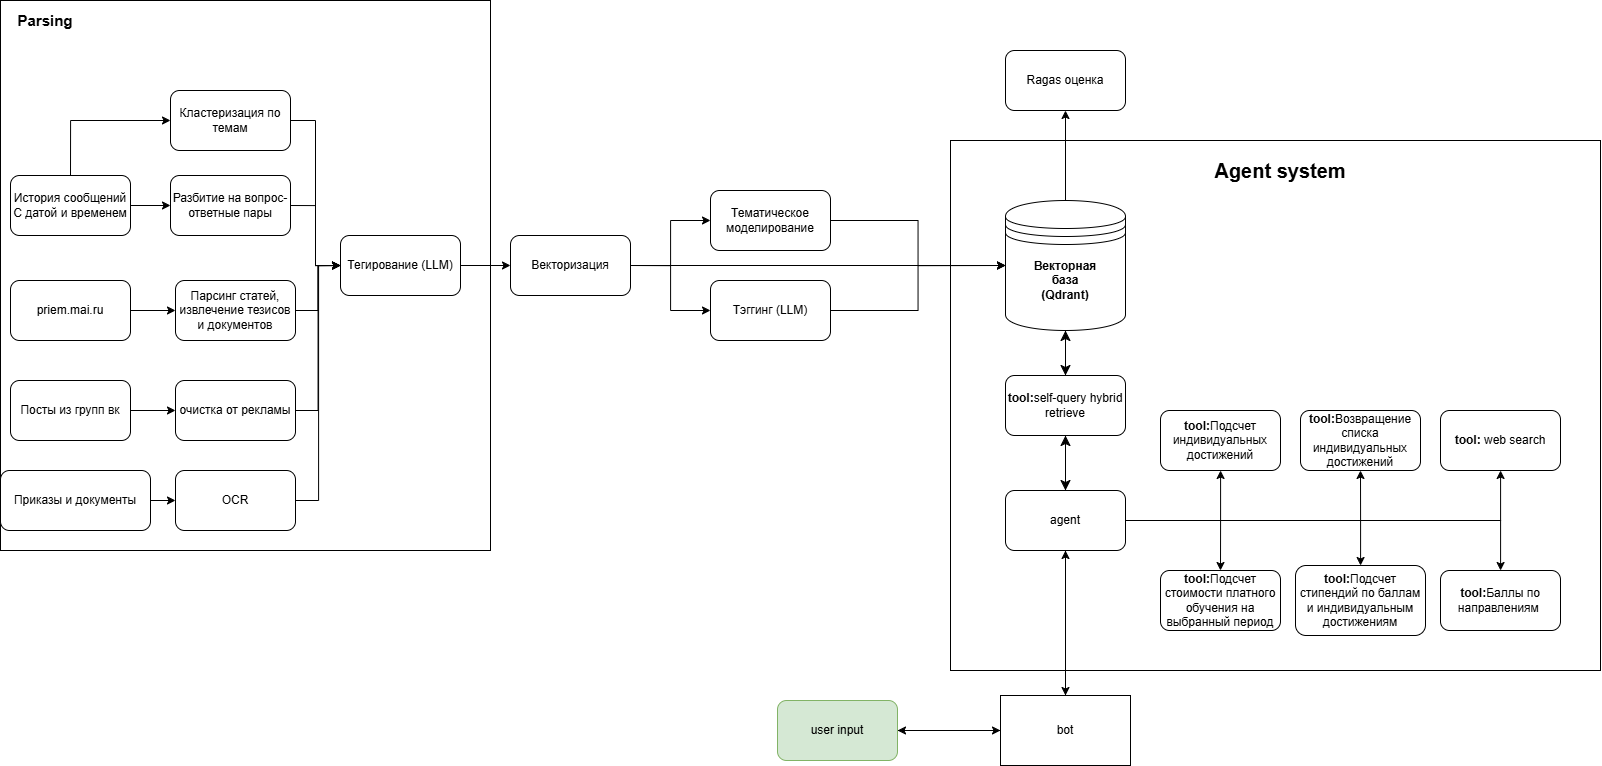 Parsing
Кластеризация по
темам
История сообщений
С датой и временем
Разбитие на вопрос-
ответные пары
Тегирование (LLM)
priem.mai.ru
Парсинг статей,
извлечение тезисов
и документов
Посты из групп вк
очистка от рекламы
Приказы и документы
OCR
Векторизация
Тематическое
моделирование
Тэггинг (LLM)
Ragas оценка
Agent system
Векторная
база
(Qdrant)
tool:self-query hybrid
retrieve
agent
tool:Подсчет
индивидуальных
достижений
tool:Возвращение
списка
индивидуальных
достижений
tool: web search
tool:Подсчет
стоимости платного
обучения на
выбранный период
tool:Подсчет
стипендий по баллам
и индивидуальным
достижениям
tool:Баллы по
направлениям
user input
bot